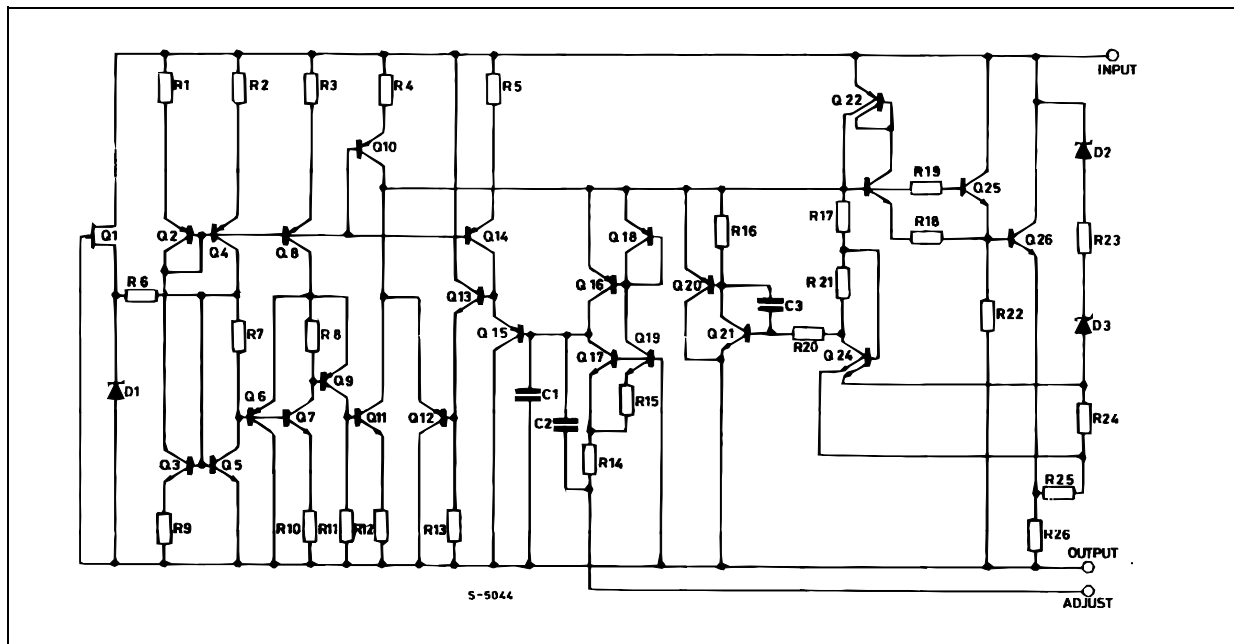 INPUT
R1
R2
R3
R4
R5
Q22
D2
Q10
R19
Q25
R17
R18
R16
Q1
Q2
Q4
Q8
Q14
Q18
Q26
R23
R6
Q13
Q16
Q20
C3
R21
R7
R8
Q15
Q19
Q21
R20
R22
D3
Q17
Q24
D1
Q6
Q7
Q9
Q11
Q12
C1
C2
R15
R24
Q3
Q5
R14
R25
R9
R10
R11
R12
R13
R26
OUTPUT
S-5044
ADJUST